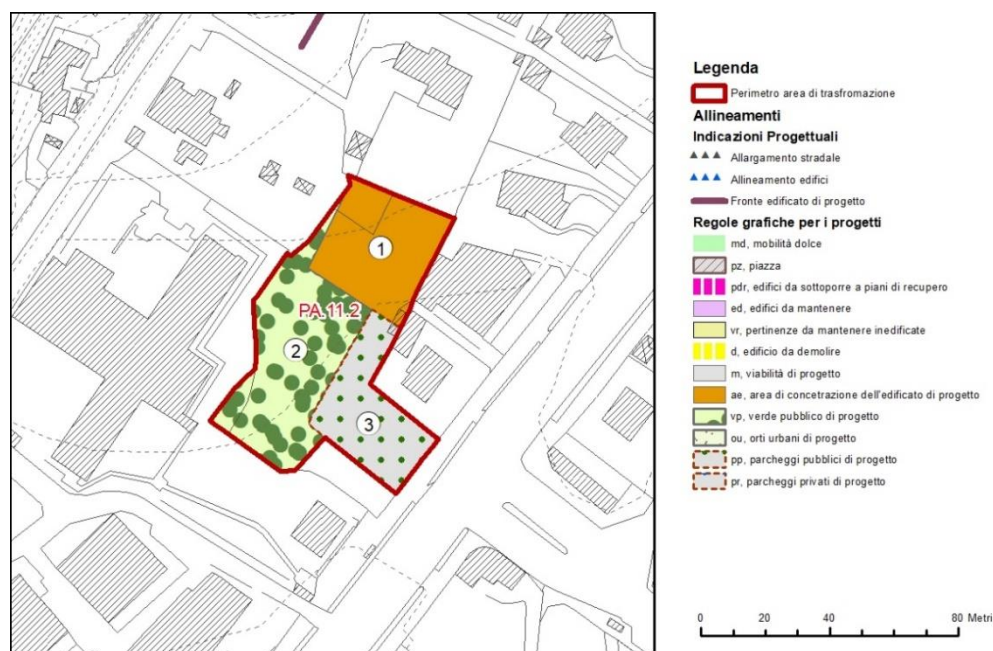 1
PA.11.2
2
3
Legenda
Perimetro area di trasfromazione
Allineamenti
Indicazioni Progettuali
Allargamento stradale
Allineamento edifici
Fronte edificato di progetto
Regole grafiche per i progetti
md, mobilità dolce
pz, piazza
pdr, edifici da sottoporre a piani di recupero
ed, edifici da mantenere
vr, pertinenze da mantenere inedificate
d, edificio da demolire
m, viabilità di progetto
ae, area di concetrazione dell'edificato di progetto
vp, verde pubblico di progetto
ou, orti urbani di progetto
pp, parcheggi pubblici di progetto
pr, parcheggi privati di progetto
0 20 40 60 80 Metri